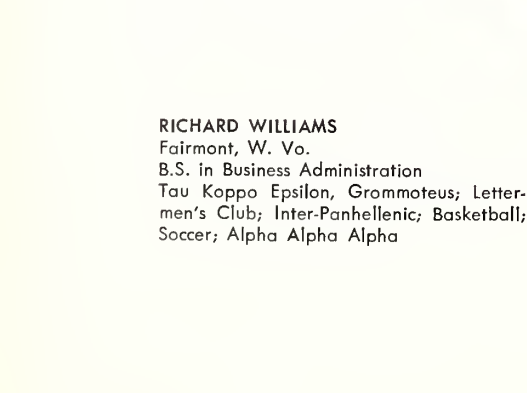 RICHARD WILLIAMS
Fairmont, W. Vo.
B.S. in Business Administration
Tau Koppo Epsilon, Grommoteus; Letter-
men's Club; Inter-Panhellenic; Basketball;
Soccer; Alpha Alpha Alpha